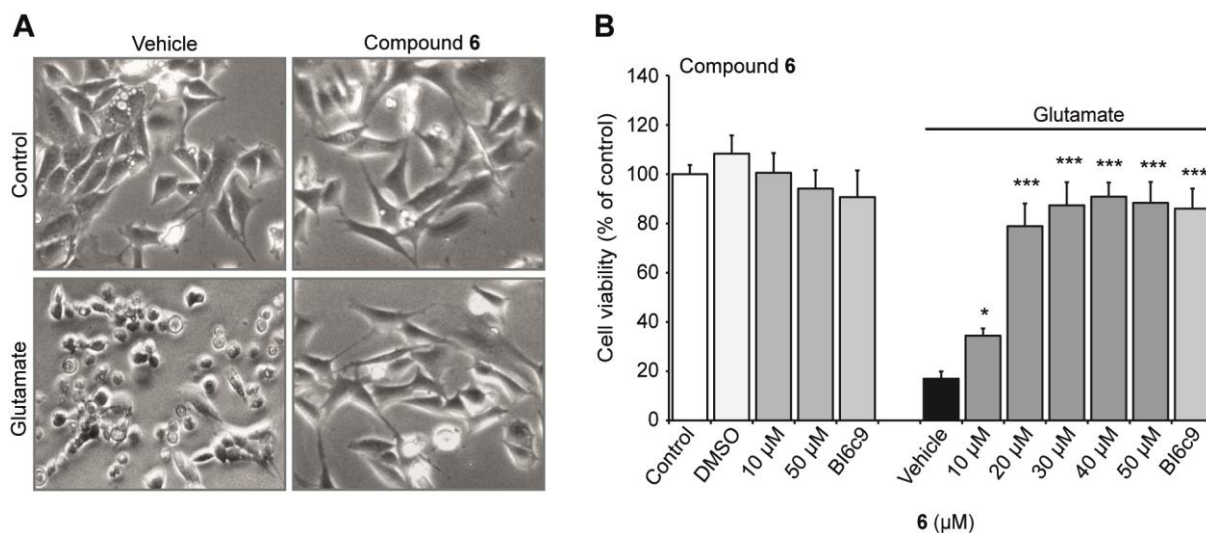 A
Vehicle
Compound 6
Control
Glutamate
B
Compound 6
Glutamate
Cell viability (% of control)
140
120
100
80
60
40
20
0
*
***
***
***
***
***
Control
DMSO
10 µM
50 µM
BI6c9
Vehicle
10 µM
20 µM
30 µM
40 µM
50 µM
BI6c9
6 (µM)